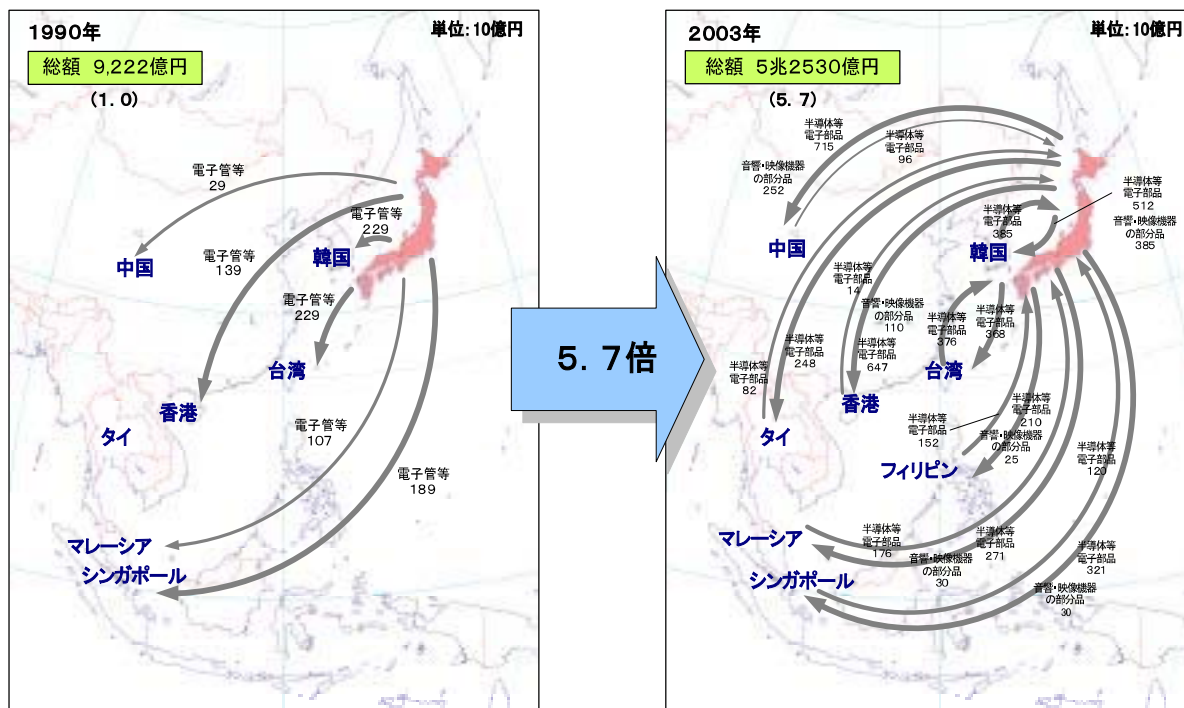 1990年
単位:10億円
総額 9,222億円
(1.0)
電子管等
29
電子管等
229
電子管等
139
中国
韓国
電子管等
229
台湾
香港
タイ
電子管等
107
電子管等
189
マレーシア
シンガポール
5.7倍
2003年
単位:10億円
総額 5兆2530億円
(5.7)
半導体等
電子部品
715
半導体等
電子部品
96
音響・映像機器
の部分品
252
半導体等
電子部品
512
音響・映像機器
の部分品
385
半導体等
電子部品
385
中国
韓国
半導体等
電子部品
14
音響・映像機器
の部分品
110
半導体等
電子部品
376
半導体等
電子部品
368
半導体等
電子部品
82
半導体等
電子部品
248
半導体等
電子部品
647
台湾
香港
タイ
半導体等
電子部品
152
半導体等
電子部品
210
音響・映像機器
の部分品
25
フィリピン
半導体等
電子部品
120
マレーシア
半導体等
電子部品
176
半導体等
電子部品
271
音響・映像機器
の部分品
30
シンガポール
半導体等
電子部品
321
音響・映像機器
の部分品
30